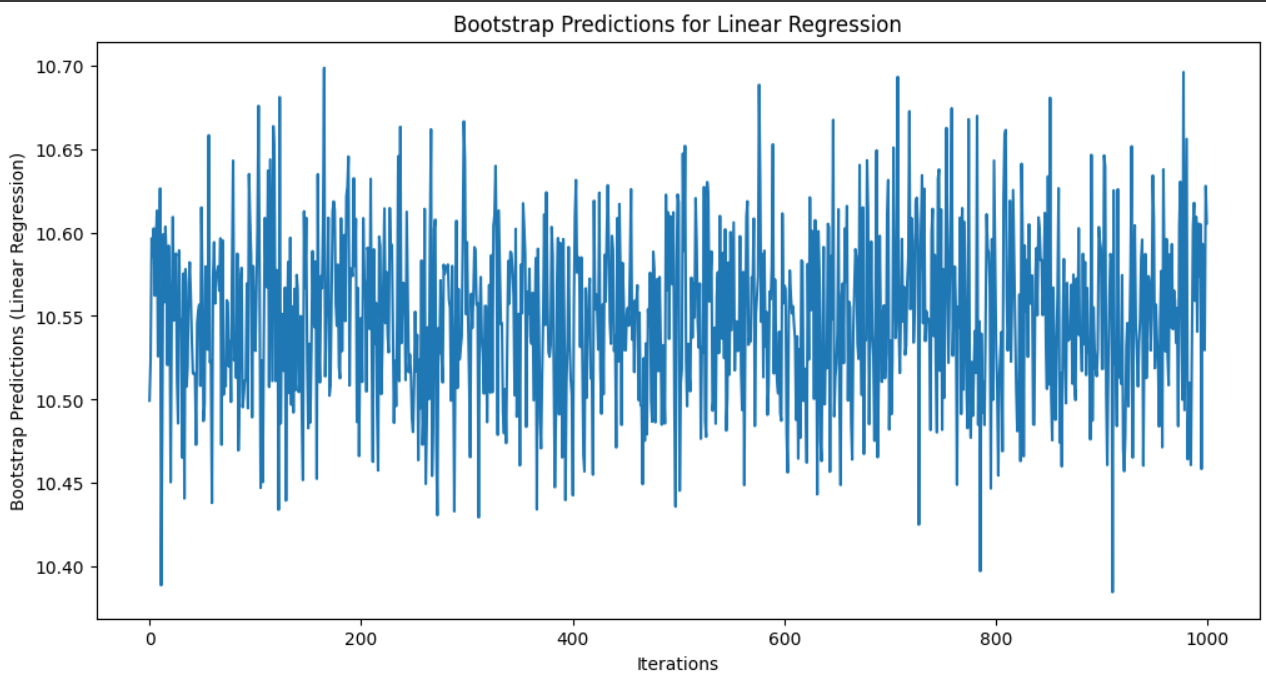 Bootstrap Predictions for Linear Regression
Bootstrap Predictions (Linear Regression)
10.70
10.65
10.60
10.55
10.50
10.45
10.40
0 200 400 600 800 1000
Iterations